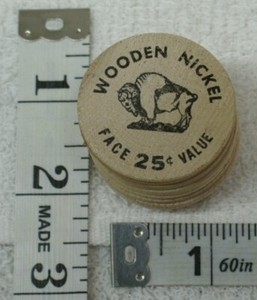 WOODEN NICKEL
FACE 25¢ VALUE
1
2
MADE
3
1
60in